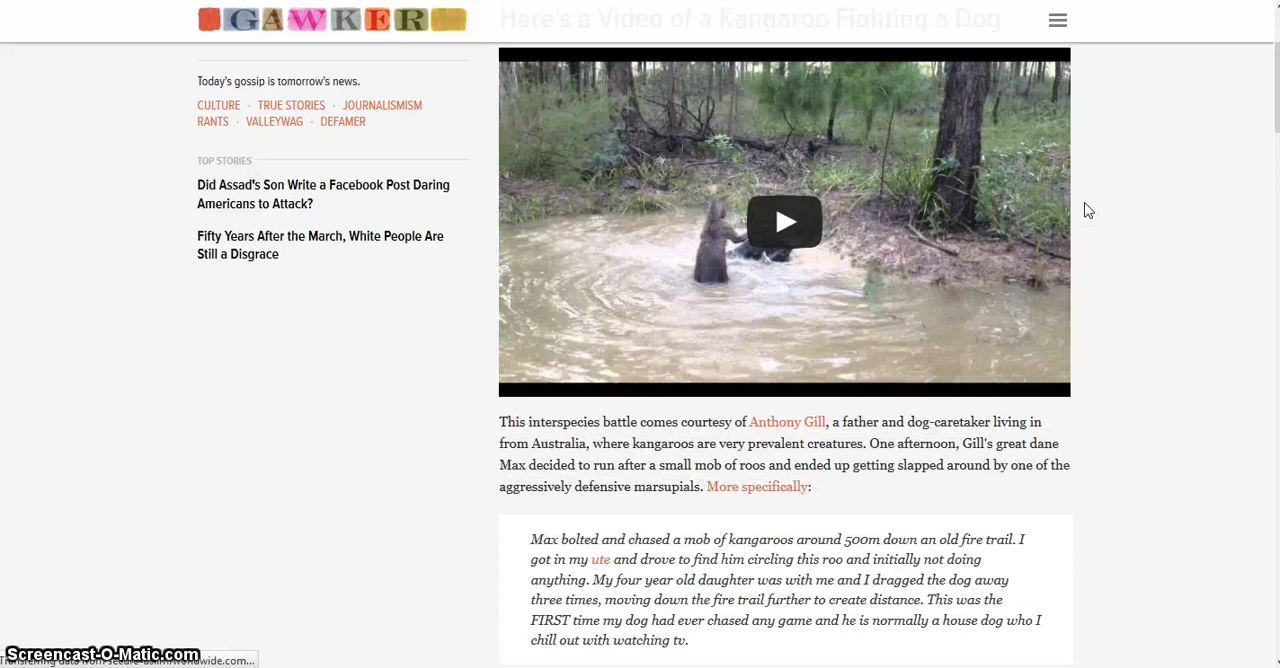 GAWKER
Here's a Video of a Kangaroo Fighting a Dog
Today's gossip is tomorrow's news.
CULTURE · TRUE STORIES · JOURNALISMISM
RANTS · VALLEYWAG · DEFAMER
TOP STORIES
Did Assad's Son Write a Facebook Post Daring
Americans to Attack?
Fifty Years After the March, White People Are
Still a Disgrace
This interspecies battle comes courtesy of Anthony Gill, a father and dog-caretaker living in
from Australia, where kangaroos are very prevalent creatures. One afternoon, Gill's great dane
Max decided to run after a small mob of roos and ended up getting slapped around by one of the
aggressively defensive marsupials. More specifically:
Max bolted and chased a mob of kangaroos around 500m down an old fire trail. I
got in my ute and drove to find him circling this roo and initially not doing
anything. My four year old daughter was with me and I dragged the dog away
three times, moving down the fire trail further to create distance. This was the
FIRST time my dog had ever chased any game and he is normally a house dog who I
chill out with watching tv.
Screencast-O-Matic.com